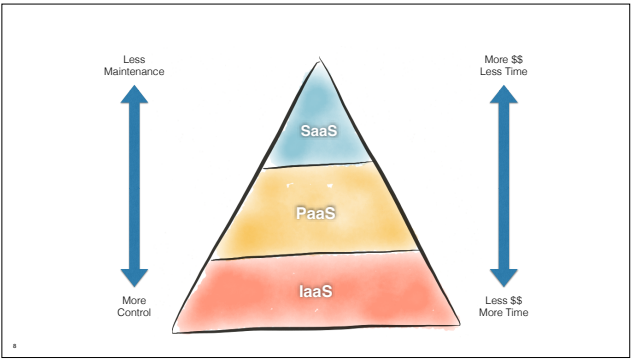 Less
Maintenance
More $$
Less Time
SaaS
PaaS
IaaS
More
Control
Less $$
More Time
8